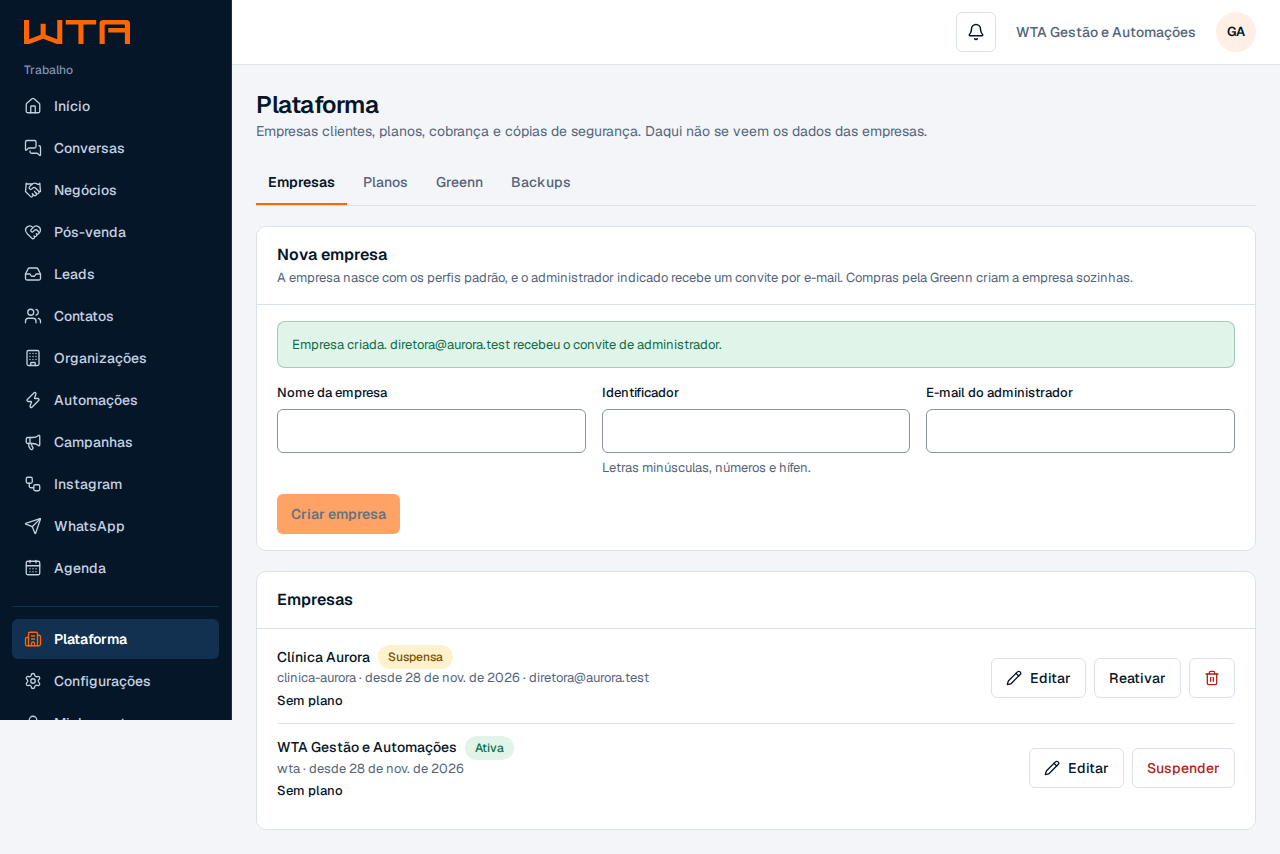 WTA
WTA Gestão e Automações
GA
Trabalho
Início
Conversas
Negócios
Pós-venda
Leads
Contatos
Organizações
Automações
Campanhas
Instagram
WhatsApp
Agenda
Plataforma
Configurações
Plataforma
Empresas clientes, planos, cobrança e cópias de segurança. Daqui não se veem os dados das empresas.
Empresas
Planos
Greenn
Backups
Nova empresa
A empresa nasce com os perfis padrão, e o administrador indicado recebe um convite por e-mail. Compras pela Greenn criam a empresa sozinhas.
Empresa criada. diretora@aurora.test recebeu o convite de administrador.
Nome da empresa
Identificador
E-mail do administrador
Letras minúsculas, números e hífen.
Criar empresa
Empresas
Clínica Aurora
Suspensa
clinica-aurora · desde 28 de nov. de 2026 · diretora@aurora.test
Sem plano
Editar
Reativar
WTA Gestão e Automações
Ativa
wta · desde 28 de nov. de 2026
Sem plano
Editar
Suspender